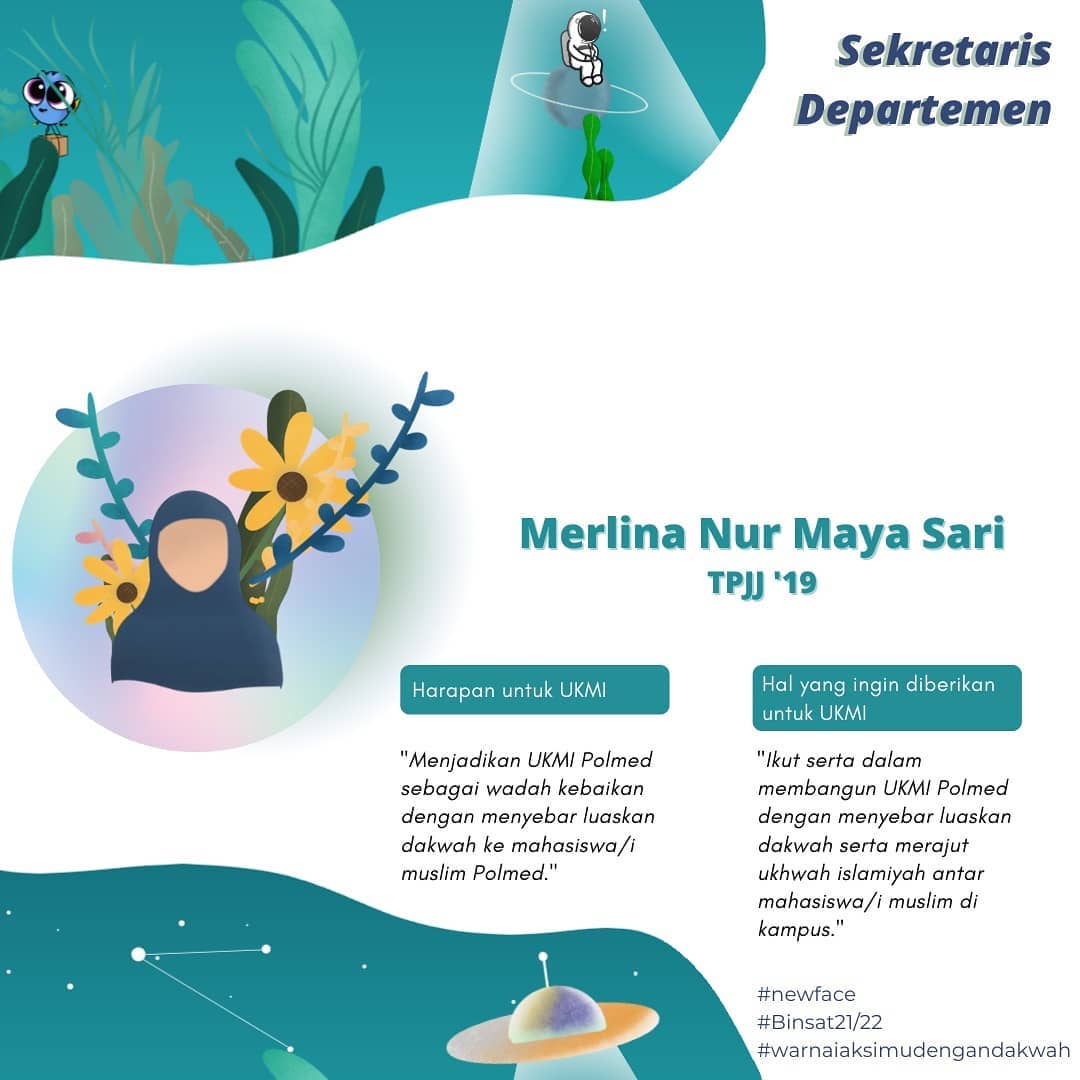 Sekretaris
Departemen
Merlina Nur Maya Sari
TPJJ '19
Harapan untuk UKMI
"Menjadikan UKMI Polmed
sebagai wadah kebaikan
dengan menyebar luaskan
dakwah ke mahasiswa/i
muslim Polmed."
Hal yang ingin diberikan
untuk UKMI
"Ikut serta dalam
membangun UKMI Polmed
dengan menyebar luaskan
dakwah serta merajut
ukhwah islamiyah antar
mahasiswa/i muslim di
kampus."
#newface
#Binsat21/22
#warnaiaksimudengandakwah